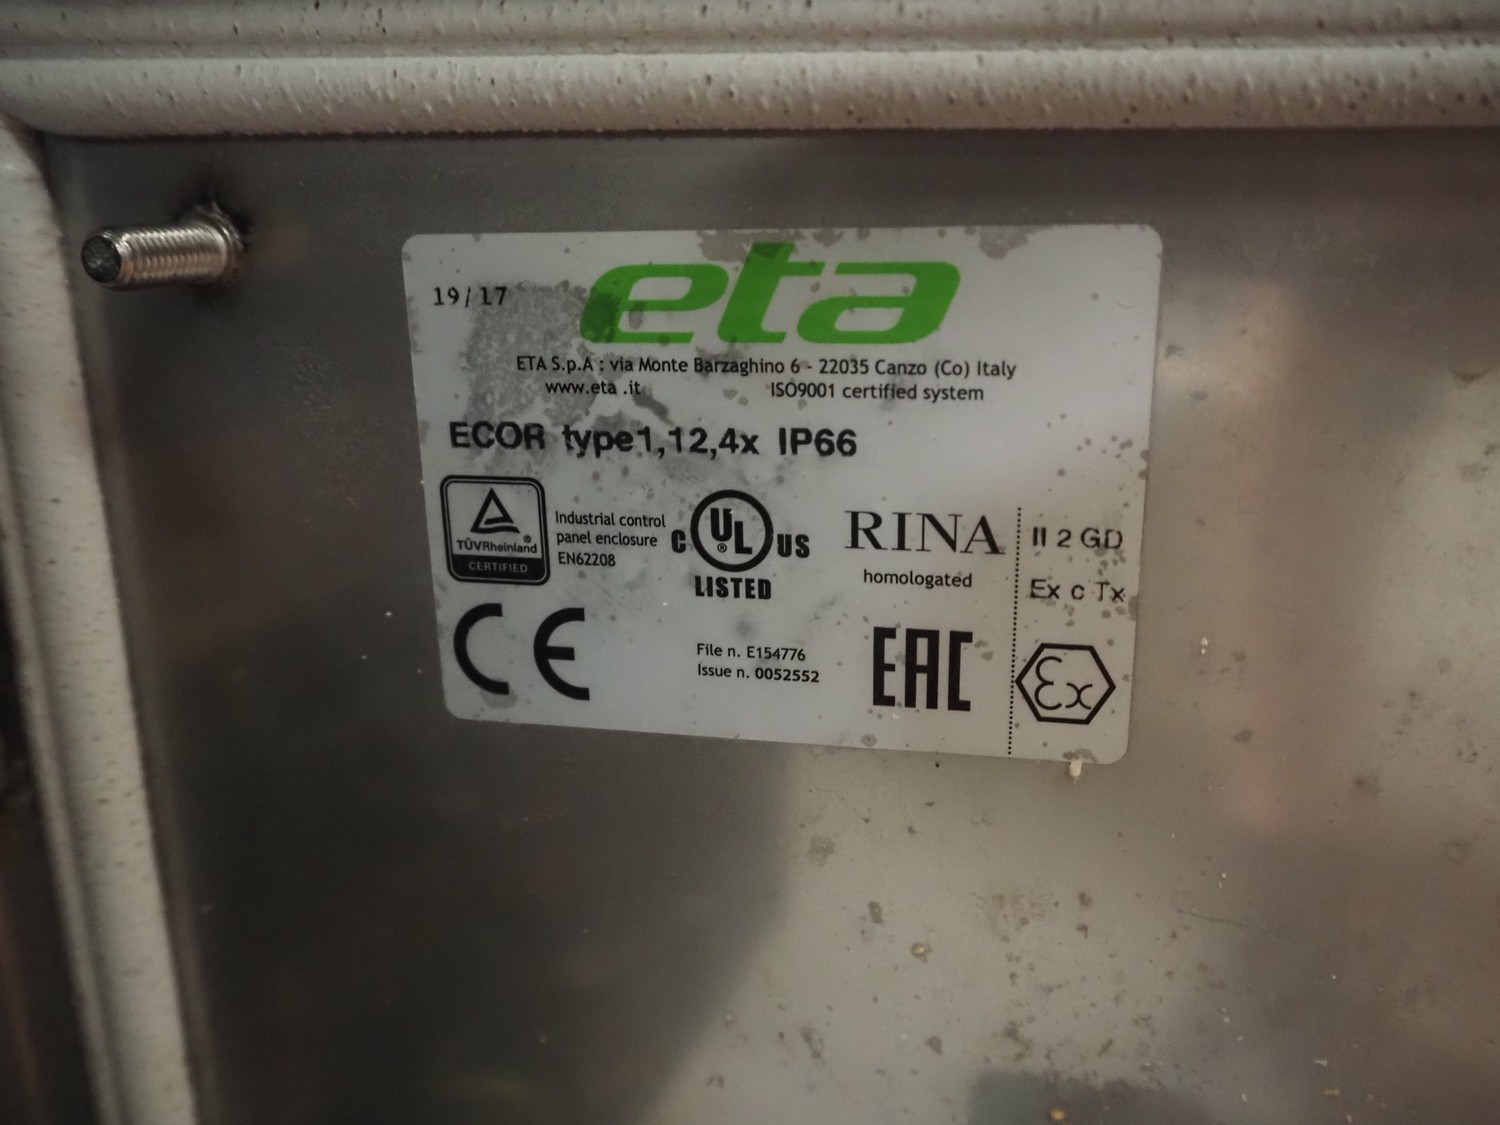 19/17
eta
ETA S.p.A : via Monte Barzaghino 6 - 22035 Canzo (Co) Italy
www.eta .it ISO9001 certified system
ECOR type1,12,4x IP66
TÜVRheinland®
CERTIFIED
Industrial control
panel enclosure
EN62208
C UL® US
LISTED
RINA
homologated
II 2 GD
Ex c Tx
CE
File n. E154776
Issue n. 0052552
EAC
Ex